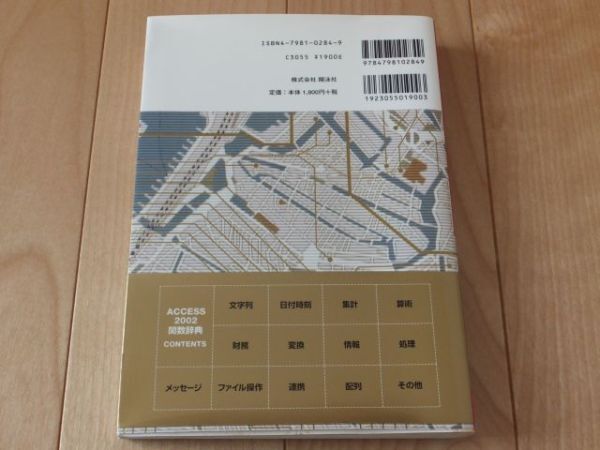 ISBN4-7981-0284-9
C3055 ¥1900E
株式会社 翔泳社
定価：本体 1,900円+税
9784798102849
1923055019003
ACCESS
2002
関数辞典
CONTENTS
文字列 日付時刻 集計 算術
財務 変換 情報 処理
メッセージ ファイル操作 連携 配列 その他